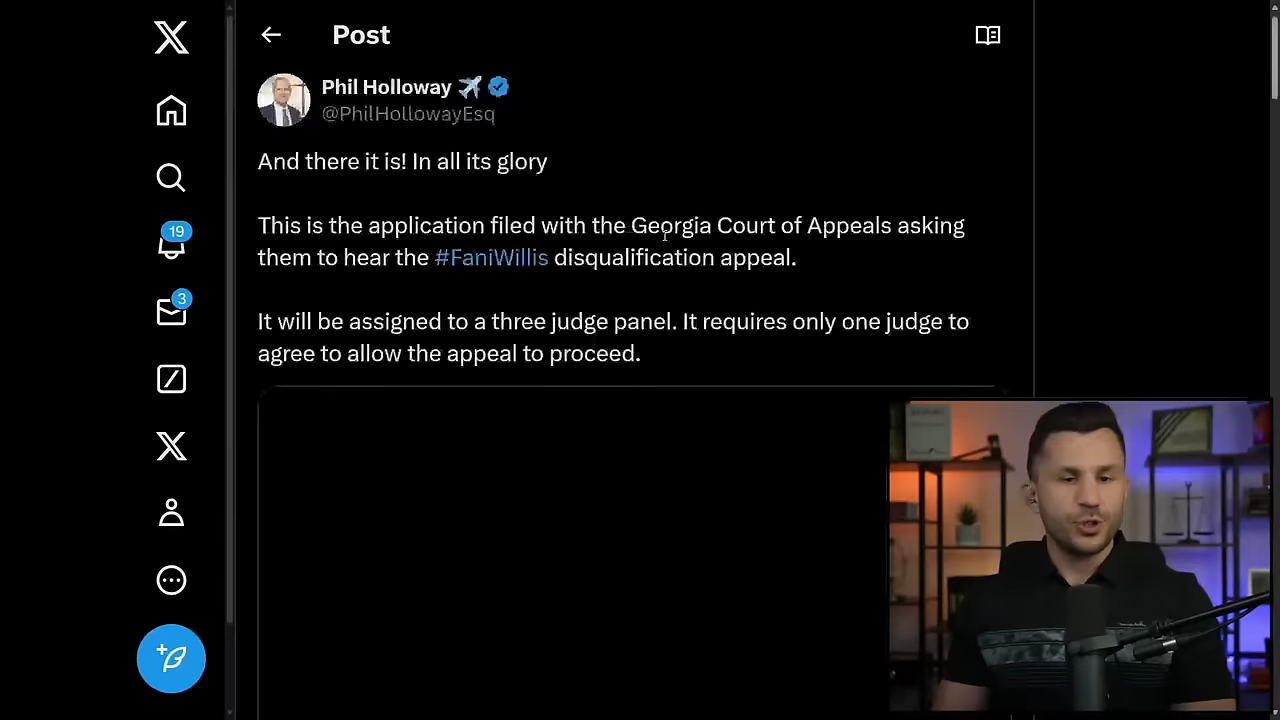 Post
Phil Holloway
@PhilHollowayEsq
And there it is! In all its glory
This is the application filed with the Georgia Court of Appeals asking
them to hear the #FaniWillis disqualification appeal.
19
3
It will be assigned to a three judge panel. It requires only one judge to
agree to allow the appeal to proceed.